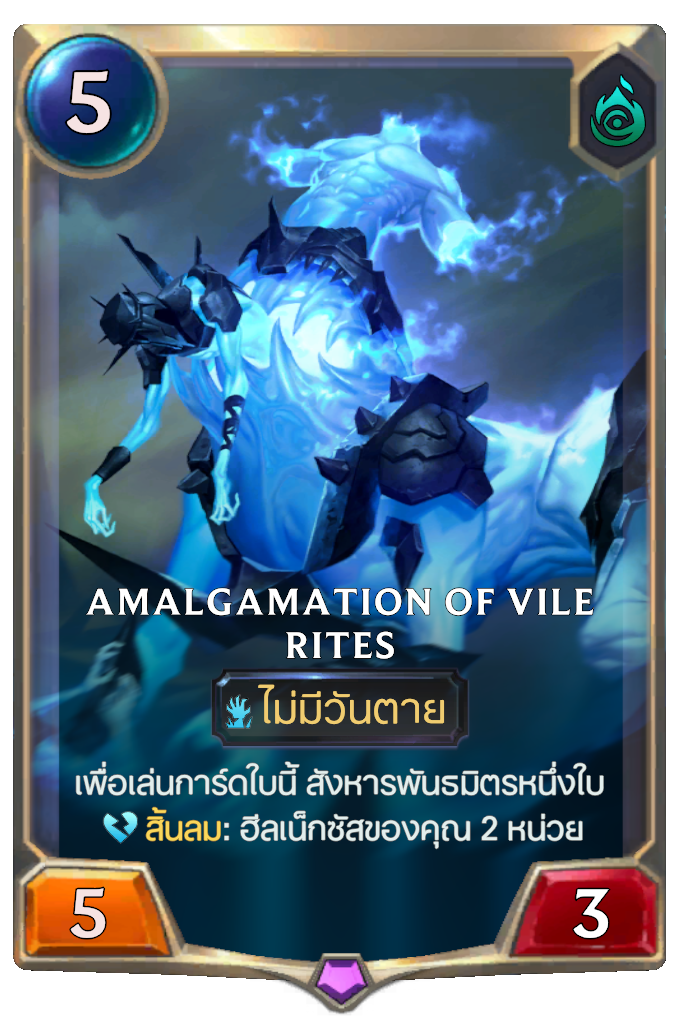 5
AMALGAMATION OF VILE
RITES
ไม่มีวันตาย
เพื่อเล่นการ์ดใบนี้ สังหารพันธมิตรหนึ่งใบ
สิ้นลม: ฮีลเน็กซัสของคุณ 2 หน่วย
5
3